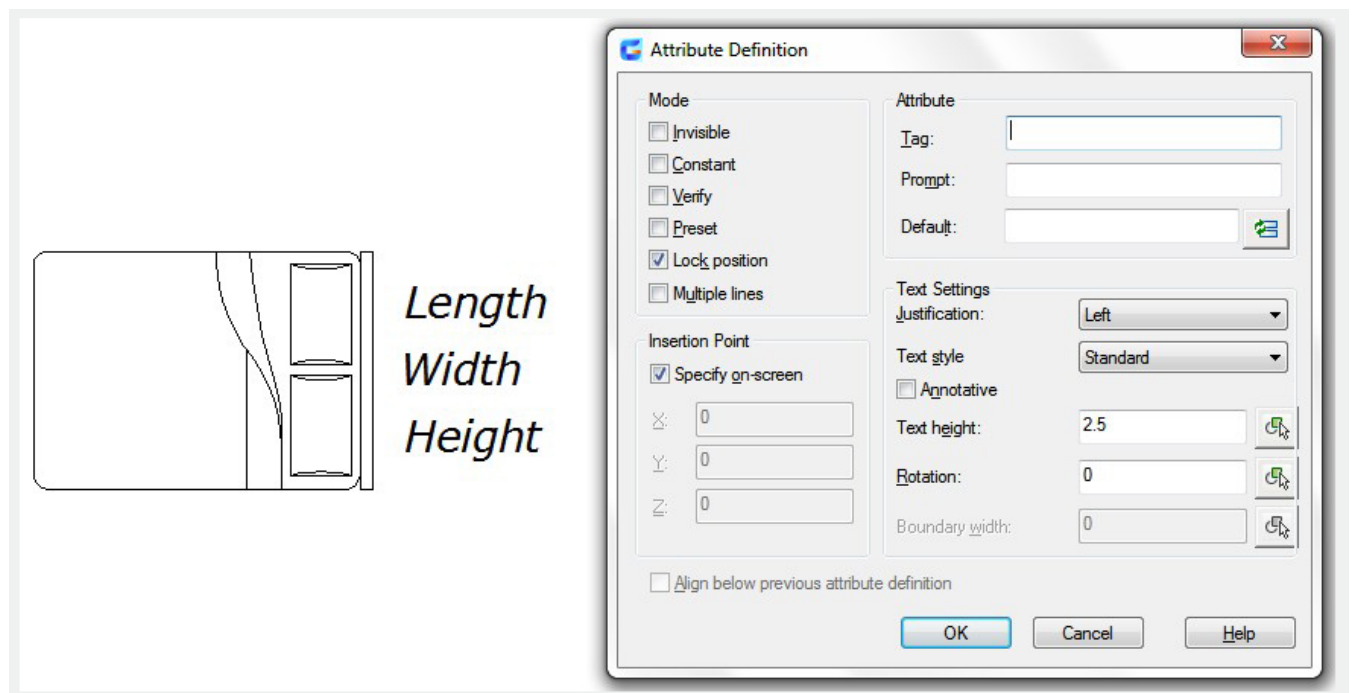 Length
Width
Height
Attribute Definition
Mode
Invisible
Constant
Verify
Preset
Lock position
Multiple lines
Insertion Point
Specify on-screen
X: 0
Y: 0
Z: 0
Attribute
Tag:
Prompt:
Default:
Text Settings
Justification: Left
Text style Standard
Annotative
Text height: 2.5
Rotation: 0
Boundary width: 0
Align below previous attribute definition
OK Cancel Help